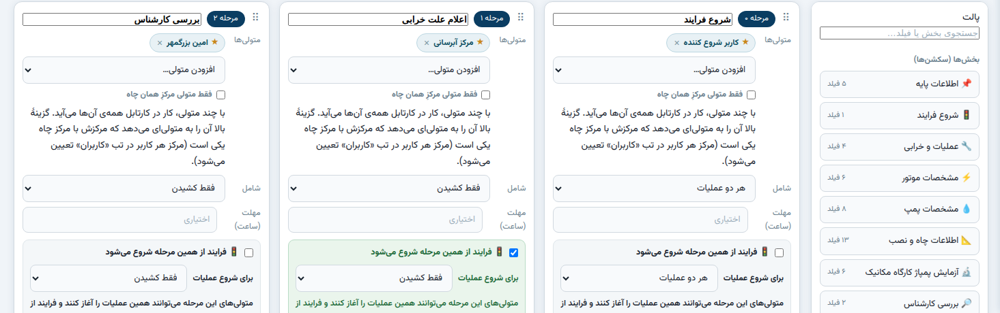 پالت
جستجوی بخش یا فیلد...
بخش‌ها (سکشن‌ها)
📌 اطلاعات پایه ۵ فیلد
🚦 شروع فرایند ۱ فیلد
🔧 عملیات و خرابی ۴ فیلد
⚡ مشخصات موتور ۶ فیلد
💧 مشخصات پمپ ۸ فیلد
📐 اطلاعات چاه و نصب ۱۳ فیلد
🔬 آزمایش پمپاژ کارگاه مکانیک ۶ فیلد
🔎 بررسی کارشناس ۲ فیلد
مرحله ۰ شروع فرایند
متولی‌ها ★ کاربر شروع کننده ×
افزودن متولی...
فقط متولی مرکزِ همان چاه
با چند متولی، کار در کارتابل همه‌ی آن‌ها می‌آید. گزینهٔ
بالا آن را به متولی‌ای می‌دهد که مرکزش با مرکز چاه
یکی است (مرکز هر کاربر در تب «کاربران» تعیین
می‌شود).
شامل هر دو عملیات
مهلت
(ساعت)
اختیاری
🚦 فرایند از همین مرحله شروع می‌شود
برای شروع عملیات هر دو عملیات
متولی‌های این مرحله می‌توانند همین عملیات را آغاز کنند و فرایند از
مرحله ۱ اعلام علت خرابی
متولی‌ها ★ مرکز آبرسانی ×
افزودن متولی...
فقط متولی مرکزِ همان چاه
با چند متولی، کار در کارتابل همه‌ی آن‌ها می‌آید. گزینهٔ
بالا آن را به متولی‌ای می‌دهد که مرکزش با مرکز چاه
یکی است (مرکز هر کاربر در تب «کاربران» تعیین
می‌شود).
شامل فقط کشیدن
مهلت
(ساعت)
اختیاری
🚦 فرایند از همین مرحله شروع می‌شود
برای شروع عملیات فقط کشیدن
متولی‌های این مرحله می‌توانند همین عملیات را آغاز کنند و فرایند از
مرحله ۲ بررسی کارشناس
متولی‌ها ★ امین بزرگمهر ×
افزودن متولی...
فقط متولی مرکزِ همان چاه
با چند متولی، کار در کارتابل همه‌ی آن‌ها می‌آید. گزینهٔ
بالا آن را به متولی‌ای می‌دهد که مرکزش با مرکز چاه
یکی است (مرکز هر کاربر در تب «کاربران» تعیین
می‌شود).
شامل فقط کشیدن
مهلت
(ساعت)
اختیاری
🚦 فرایند از همین مرحله شروع می‌شود
برای شروع عملیات فقط کشیدن
متولی‌های این مرحله می‌توانند همین عملیات را آغاز کنند و فرایند از